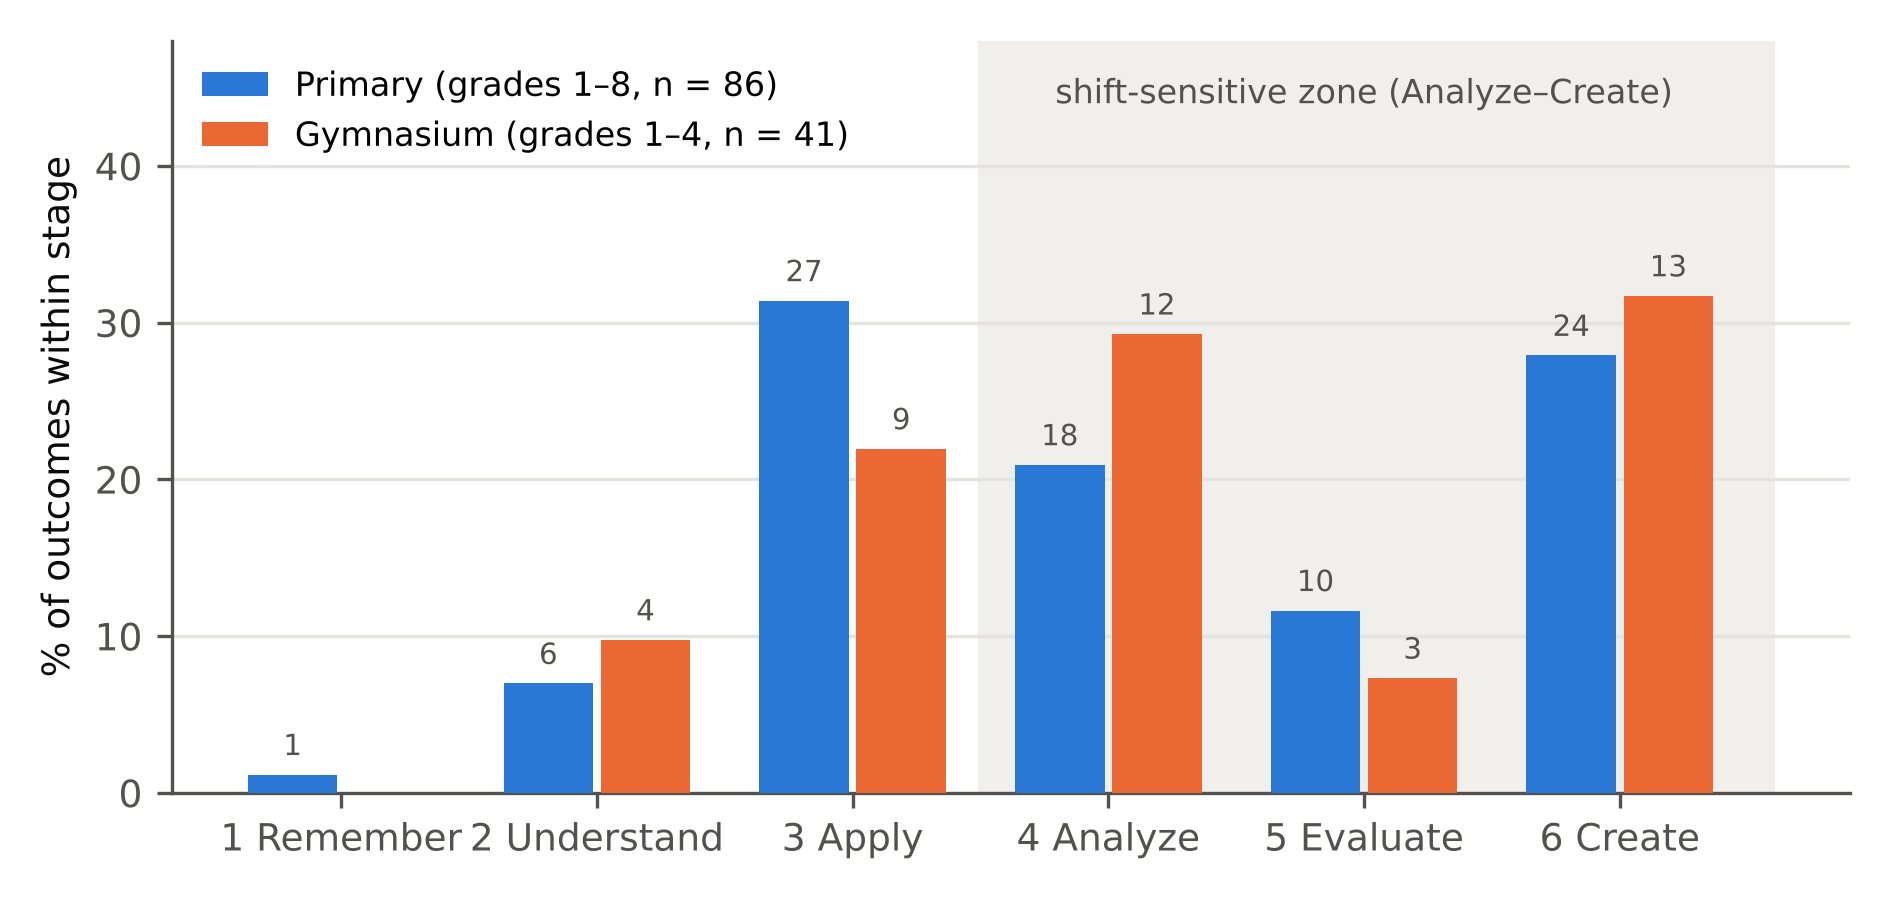 Primary (grades 1–8, n = 86)
Gymnasium (grades 1–4, n = 41)
shift-sensitive zone (Analyze–Create)
% of outcomes within stage
40
30
20
10
0
1
6
4
27
9
18
12
10
3
24
13
1 Remember
2 Understand
3 Apply
4 Analyze
5 Evaluate
6 Create